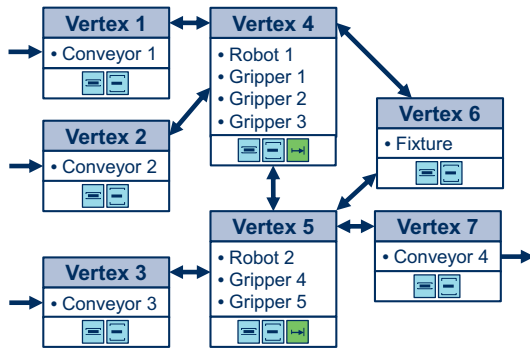 Vertex 1
• Conveyor 1
Vertex 2
• Conveyor 2
Vertex 3
• Conveyor 3
Vertex 4
• Robot 1
• Gripper 1
• Gripper 2
• Gripper 3
Vertex 5
• Robot 2
• Gripper 4
• Gripper 5
Vertex 6
• Fixture
Vertex 7
• Conveyor 4